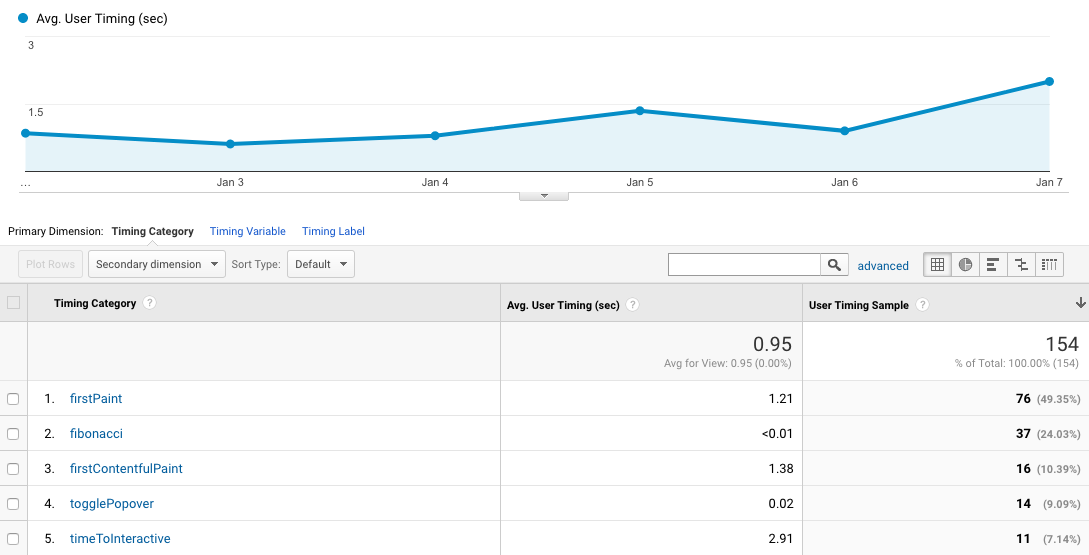 Avg. User Timing (sec)
3
1.5
... Jan 3 Jan 4 Jan 5 Jan 6 Jan 7
Primary Dimension: Timing Category Timing Variable Timing Label
Plot Rows Secondary dimension Sort Type: Default advanced
Timing Category ? Avg. User Timing (sec) ? User Timing Sample ?
0.95 154
Avg for View: 0.95 (0.00%) % of Total: 100.00% (154)
1. firstPaint 1.21 76 (49.35%)
2. fibonacci <0.01 37 (24.03%)
3. firstContentfulPaint 1.38 16 (10.39%)
4. togglePopover 0.02 14 (9.09%)
5. timeToInteractive 2.91 11 (7.14%)